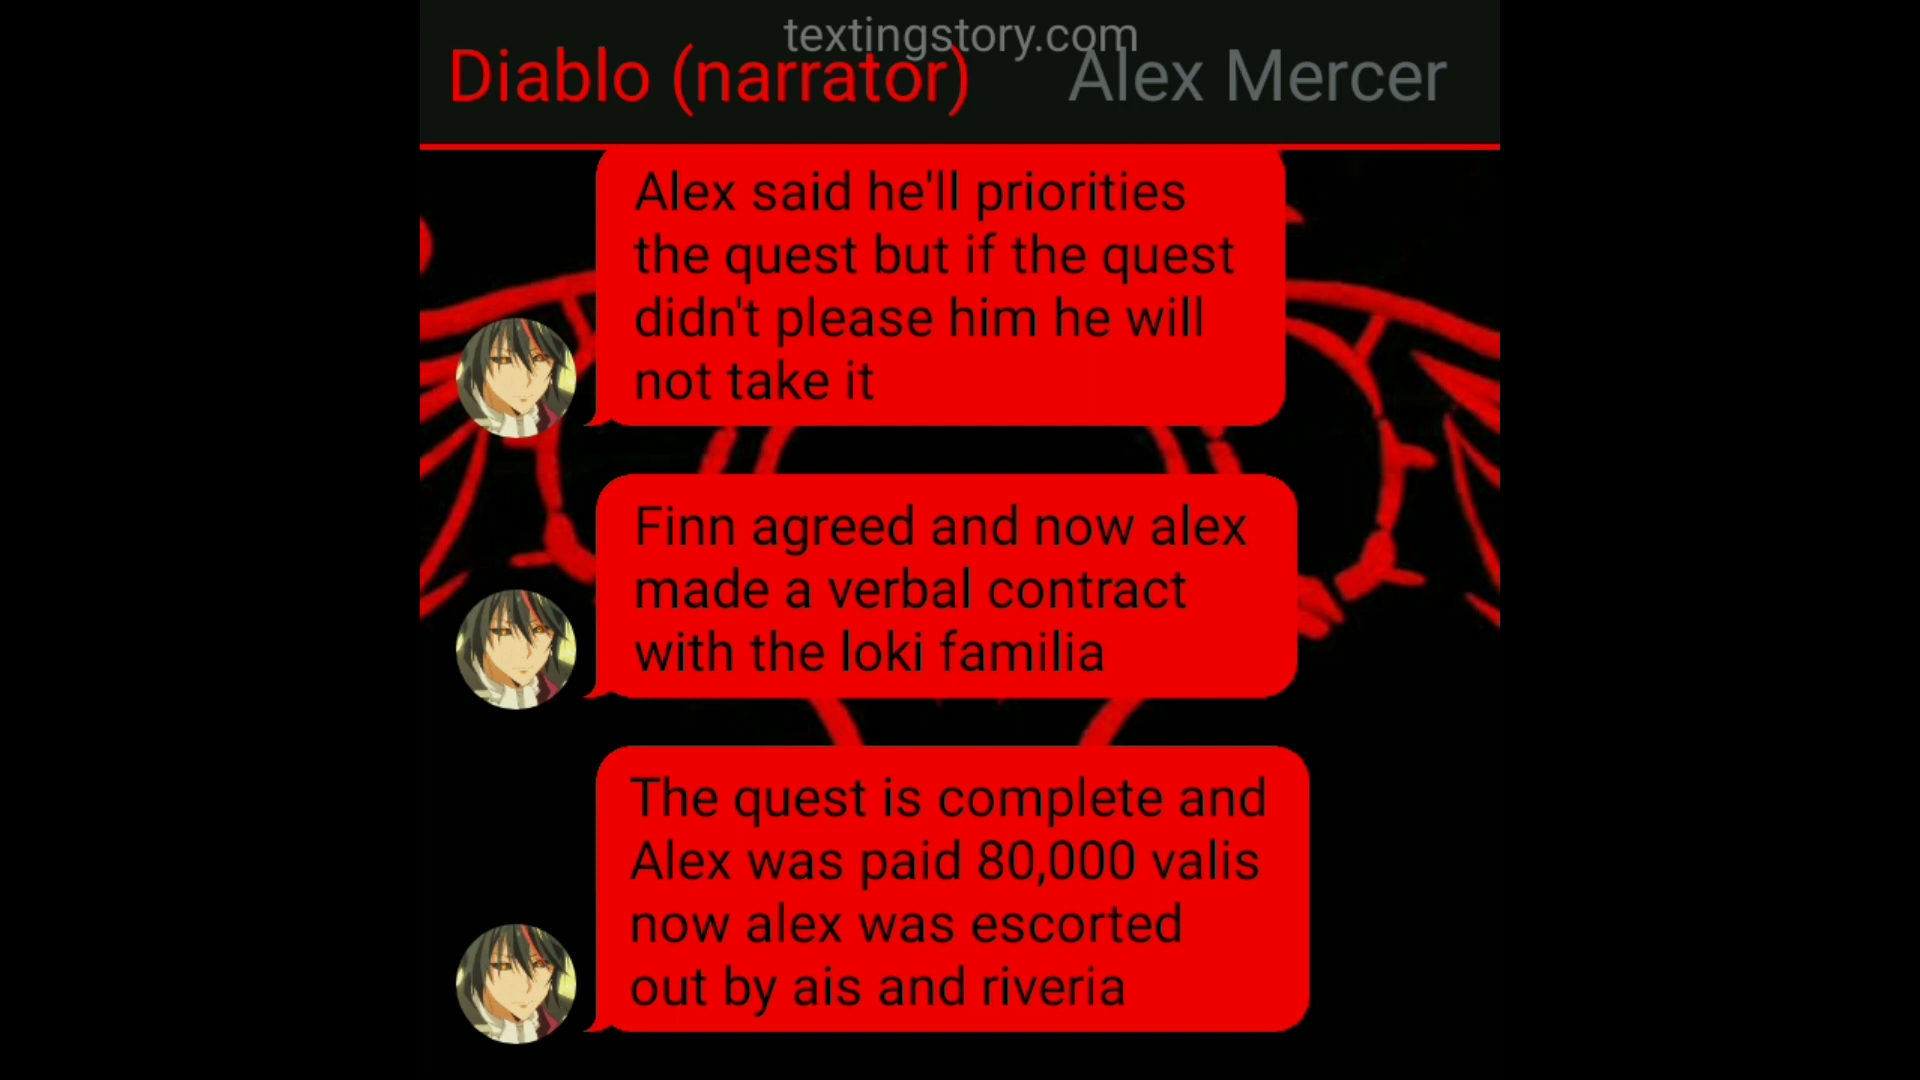 textingstory.com
Diablo (narrator) Alex Mercer
Alex said he'll priorities
the quest but if the quest
didn't please him he will
not take it
Finn agreed and now alex
made a verbal contract
with the loki familia
The quest is complete and
Alex was paid 80,000 valis
now alex was escorted
out by ais and riveria